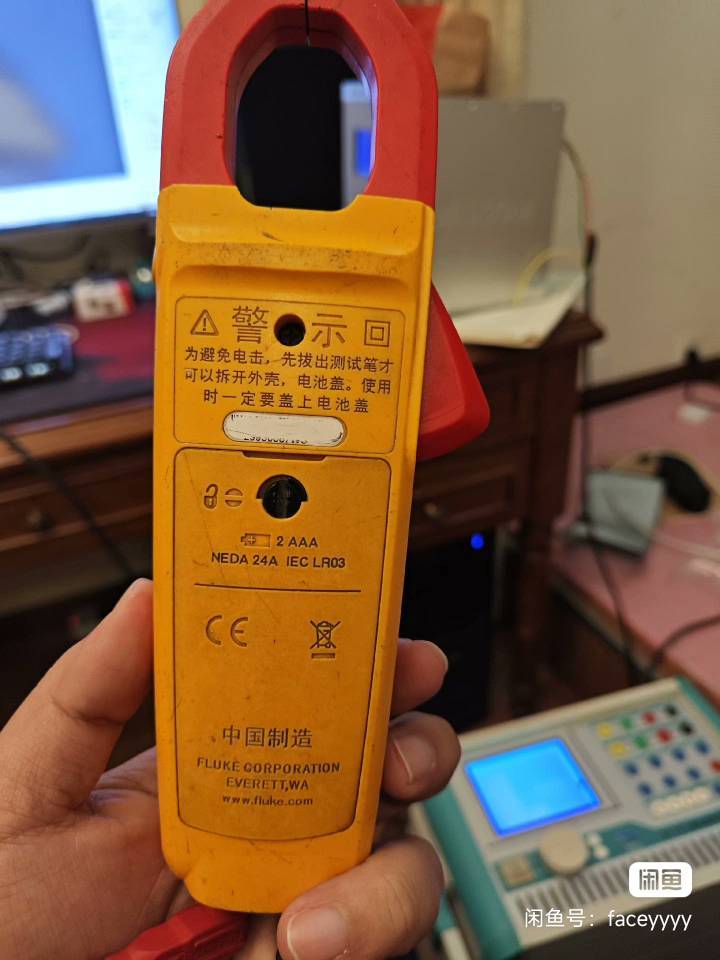 警示
为避免电击，先拔出测试笔才
可以拆开外壳，电池盖。使用
时一定要盖上电池盖
2 AAA
NEDA 24A IEC LR03
CE
中国制造
FLUKE CORPORATION
EVERETT,WA
www.fluke.com
闲鱼
闲鱼号：faceyyyy